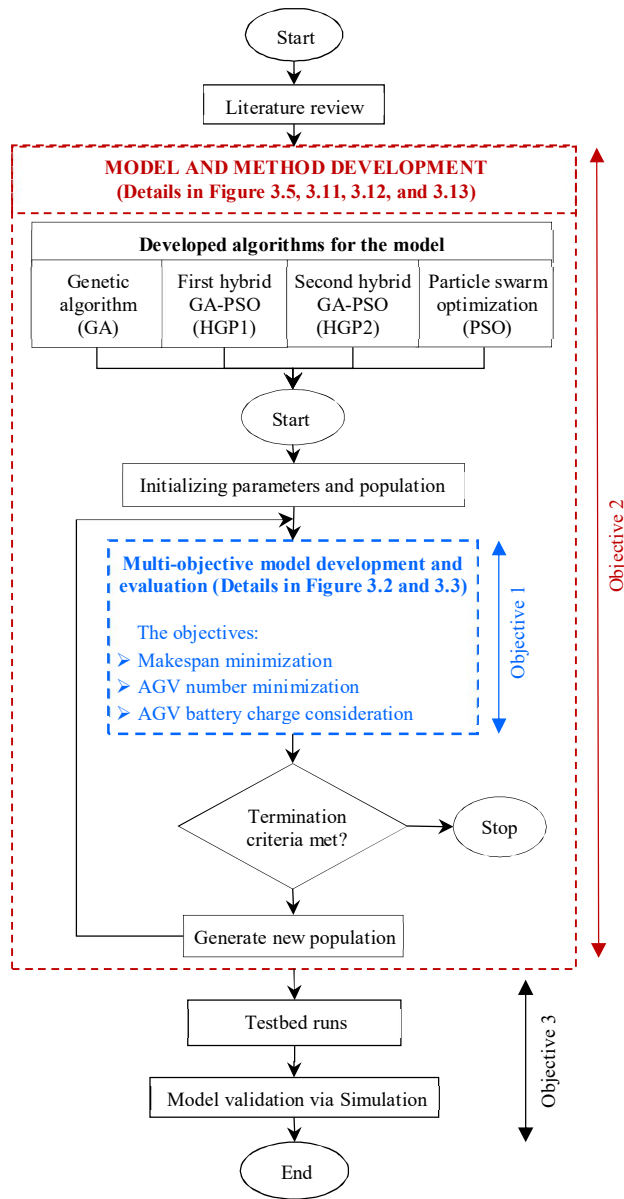 Start
Literature review
MODEL AND METHOD DEVELOPMENT
(Details in Figure 3.5, 3.11, 3.12, and 3.13)
Developed algorithms for the model
Genetic
algorithm
(GA)
First hybrid
GA-PSO
(HGP1)
Second hybrid
GA-PSO
(HGP2)
Particle swarm
optimization
(PSO)
Start
Initializing parameters and population
Multi-objective model development and
evaluation (Details in Figure 3.2 and 3.3)
The objectives:
➢ Makespan minimization
➢ AGV number minimization
➢ AGV battery charge consideration
Objective 1
Objective 2
Termination
criteria met?
Stop
Generate new population
Testbed runs
Model validation via Simulation
Objective 3
End